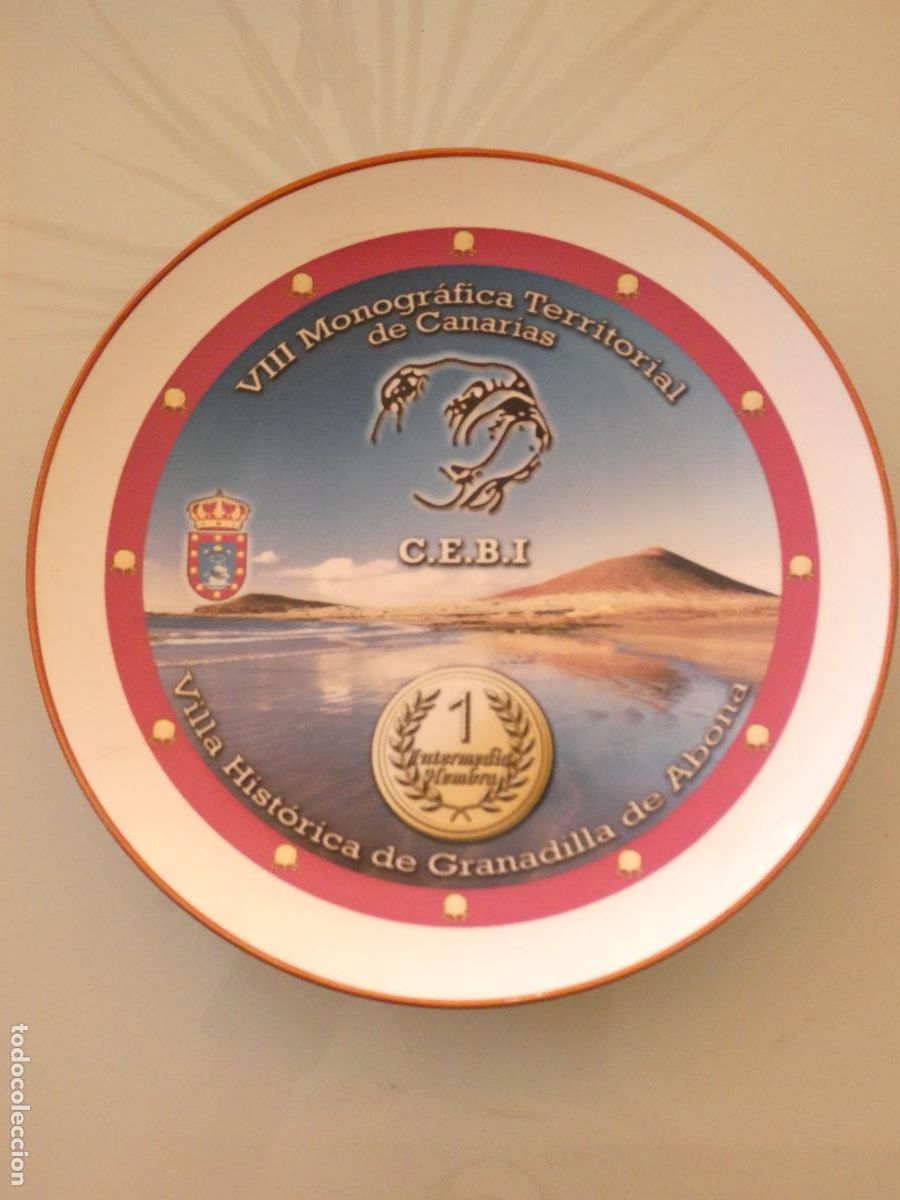 VIII Monográfica Territorial
de Canarias
C.E.B.I
1
Intermedia
Hembra
Villa Histórica de Granadilla de Abona
todocoleccion